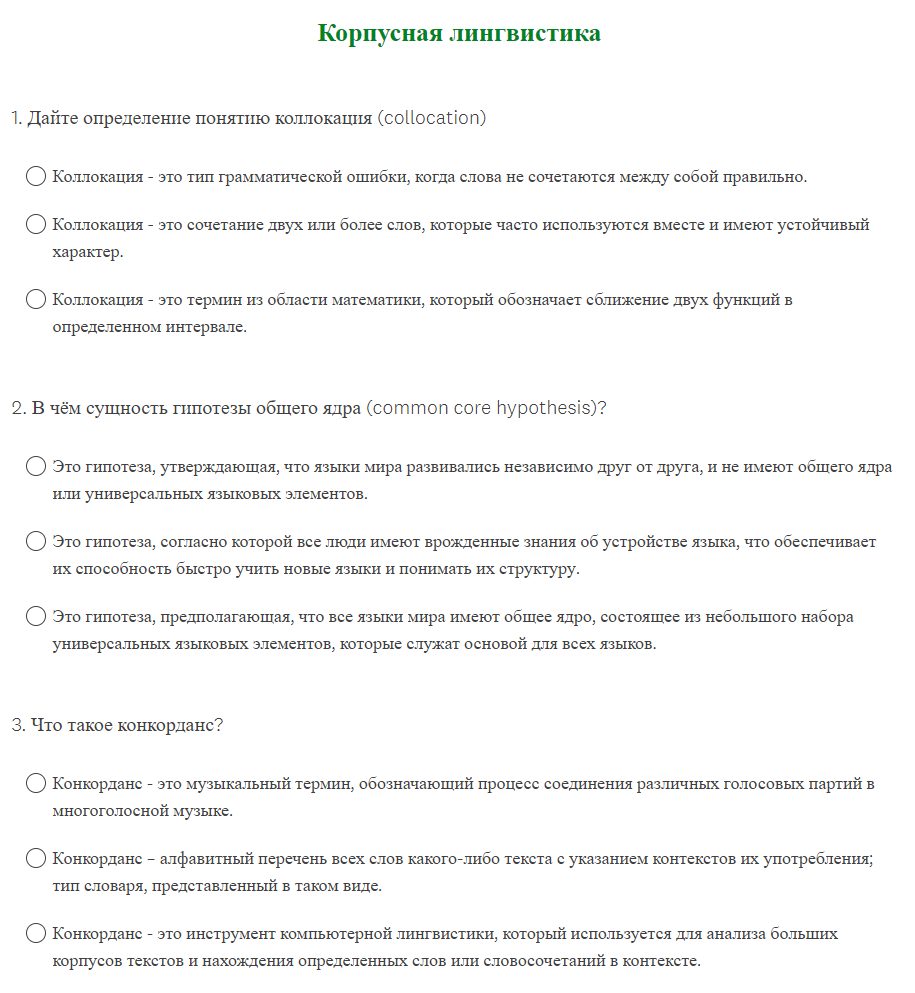 Корпусная лингвистика
1. Дайте определение понятию коллокация (collocation)
Коллокация - это тип грамматической ошибки, когда слова не сочетаются между собой правильно.
Коллокация - это сочетание двух или более слов, которые часто используются вместе и имеют устойчивый
характер.
Коллокация - это термин из области математики, который обозначает сближение двух функций в
определенном интервале.
2. В чём сущность гипотезы общего ядра (common core hypothesis)?
Это гипотеза, утверждающая, что языки мира развивались независимо друг от друга, и не имеют общего ядра
или универсальных языковых элементов.
Это гипотеза, согласно которой все люди имеют врожденные знания об устройстве языка, что обеспечивает
их способность быстро учить новые языки и понимать их структуру.
Это гипотеза, предполагающая, что все языки мира имеют общее ядро, состоящее из небольшого набора
универсальных языковых элементов, которые служат основой для всех языков.
3. Что такое конкорданс?
Конкорданс - это музыкальный термин, обозначающий процесс соединения различных голосовых партий в
многоголосной музыке.
Конкорданс – алфавитный перечень всех слов какого-либо текста с указанием контекстов их употребления;
тип словаря, представленный в таком виде.
Конкорданс - это инструмент компьютерной лингвистики, который используется для анализа больших
корпусов текстов и нахождения определенных слов или словосочетаний в контексте.